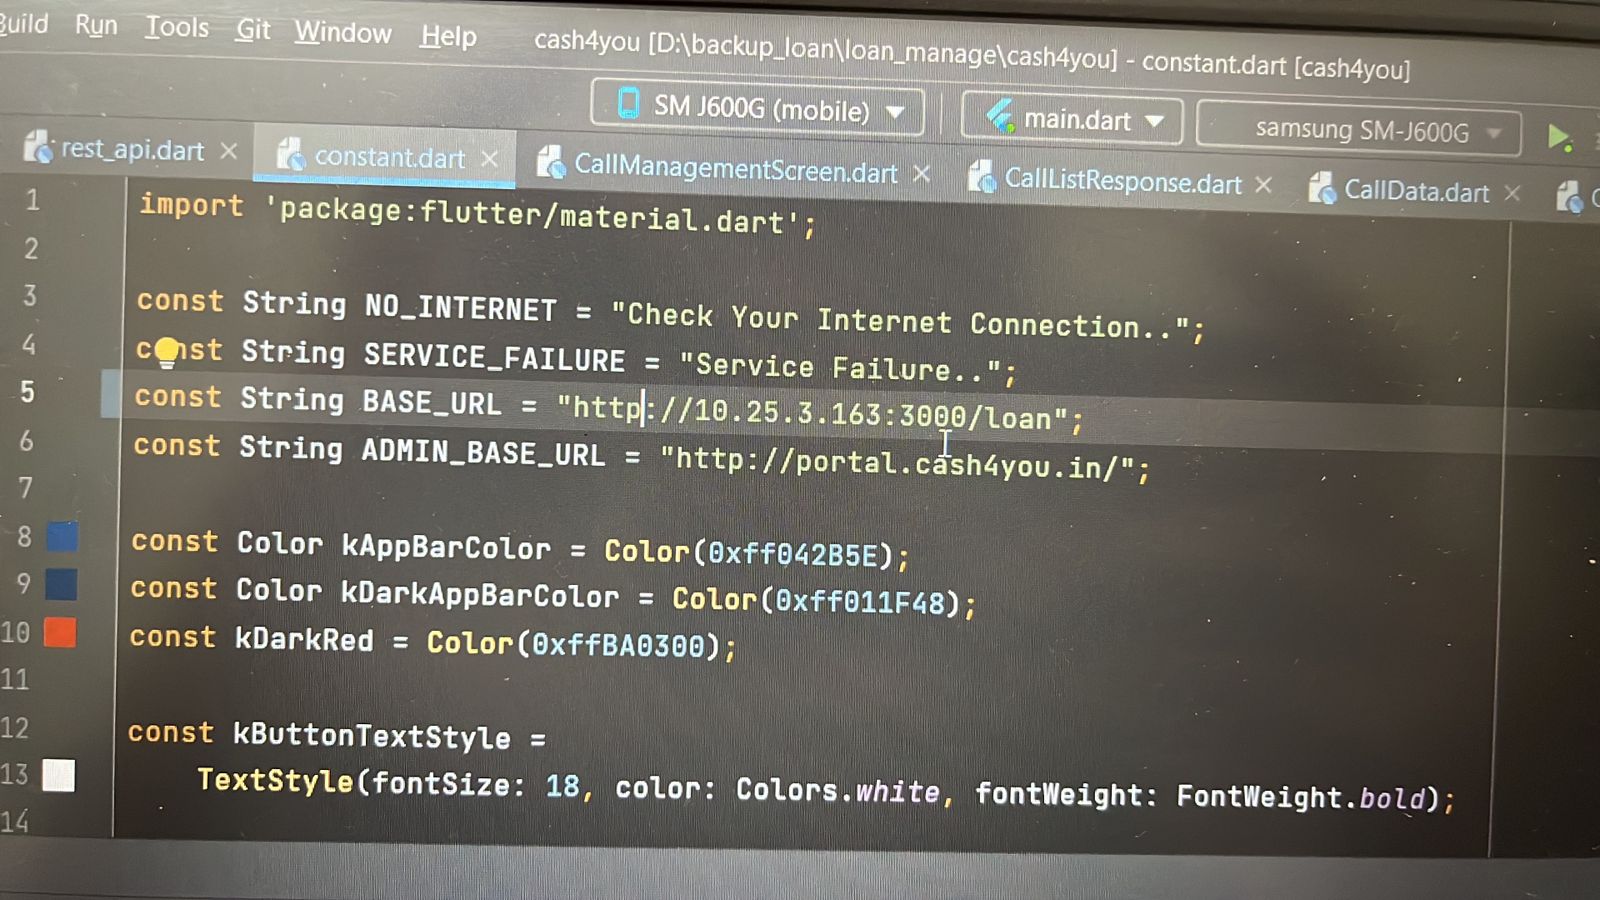 Build Run Tools Git Window Help cash4you [D:\backup_loan\loan_manage\cash4you] - constant.dart [cash4you]
SM J600G (mobile) main.dart samsung SM-J600G
rest_api.dart constant.dart CallManagementScreen.dart CallListResponse.dart CallData.dart
1 import 'package:flutter/material.dart';
2
3 const String NO_INTERNET = "Check Your Internet Connection..";
4 const String SERVICE_FAILURE = "Service Failure..";
5 const String BASE_URL = "http://10.25.3.163:3000/loan";
6 const String ADMIN_BASE_URL = "http://portal.cash4you.in/";
7
8 const Color kAppBarColor = Color(0xff042B5E);
9 const Color kDarkAppBarColor = Color(0xff011F48);
10 const kDarkRed = Color(0xffBA0300);
11
12 const kButtonTextStyle =
13 TextStyle(fontSize: 18, color: Colors.white, fontWeight: FontWeight.bold);
14